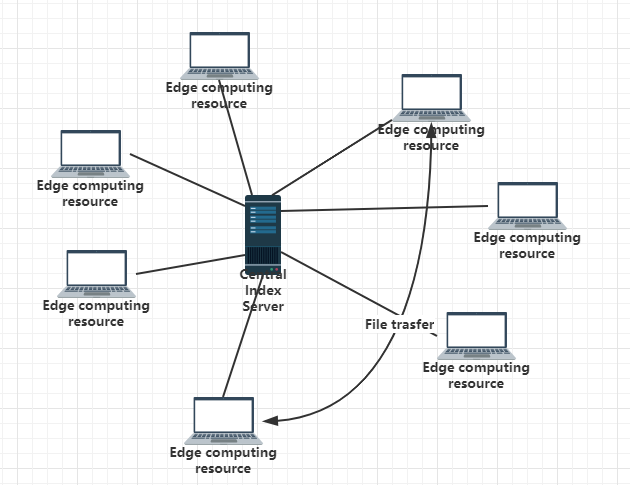 Edge computing
resource
Edge computing
resource
Edge computing
resource
Edge computing
resource
Central
Index
Server
Edge computing
resource
File trasfer
Edge computing
resource
Edge computing
resource